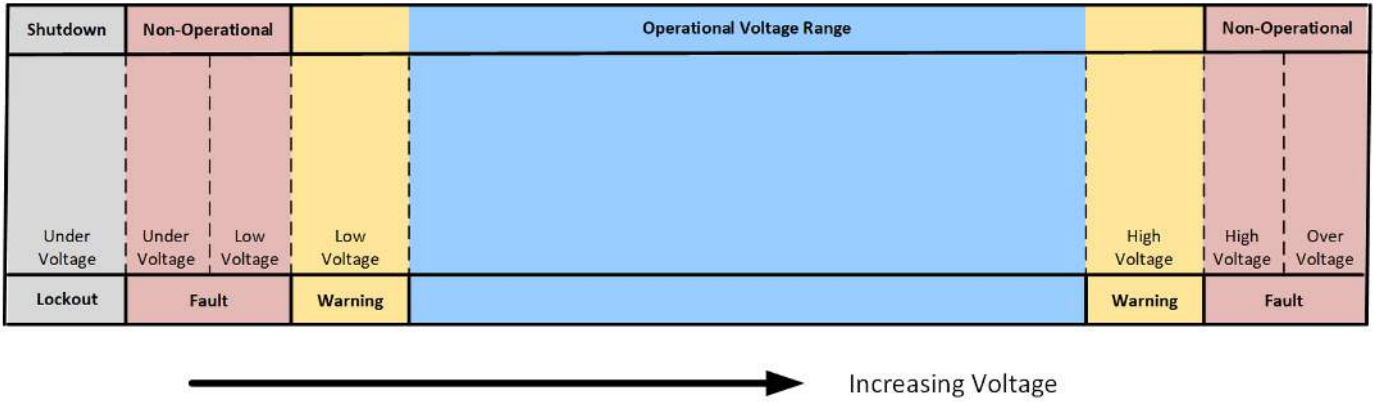 Shutdown Non-Operational Operational Voltage Range Non-Operational
Under Voltage Under Voltage Low Voltage Low Voltage High Voltage High Voltage Over Voltage
Lockout Fault Warning Warning Fault
Increasing Voltage